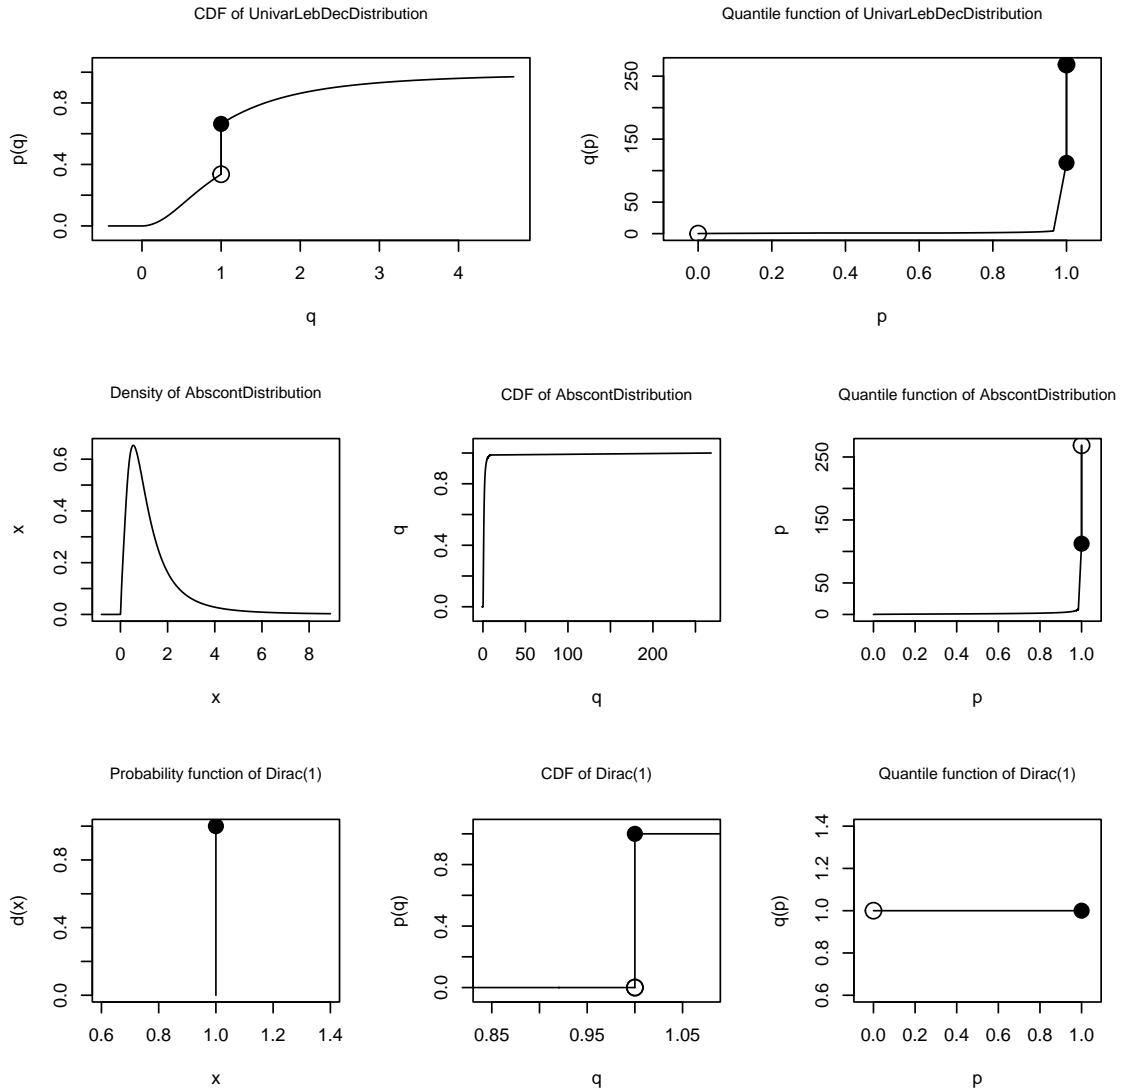 CDF of UnivarLebDecDistribution
p(q)
0.0 0.4 0.8
0 1 2 3 4
q
Quantile function of UnivarLebDecDistribution
q(p)
0 50 150 250
0.0 0.2 0.4 0.6 0.8 1.0
p
Density of AbscontDistribution
x
0.0 0.2 0.4 0.6
0 2 4 6 8
x
CDF of AbscontDistribution
q
0.0 0.4 0.8
0 50 100 200
q
Quantile function of AbscontDistribution
p
0 50 150 250
0.0 0.2 0.4 0.6 0.8 1.0
p
Probability function of Dirac(1)
d(x)
0.0 0.4 0.8
0.6 0.8 1.0 1.2 1.4
x
CDF of Dirac(1)
p(q)
0.0 0.4 0.8
0.85 0.95 1.05
q
Quantile function of Dirac(1)
q(p)
0.6 0.8 1.0 1.2 1.4
0.0 0.2 0.4 0.6 0.8 1.0
p